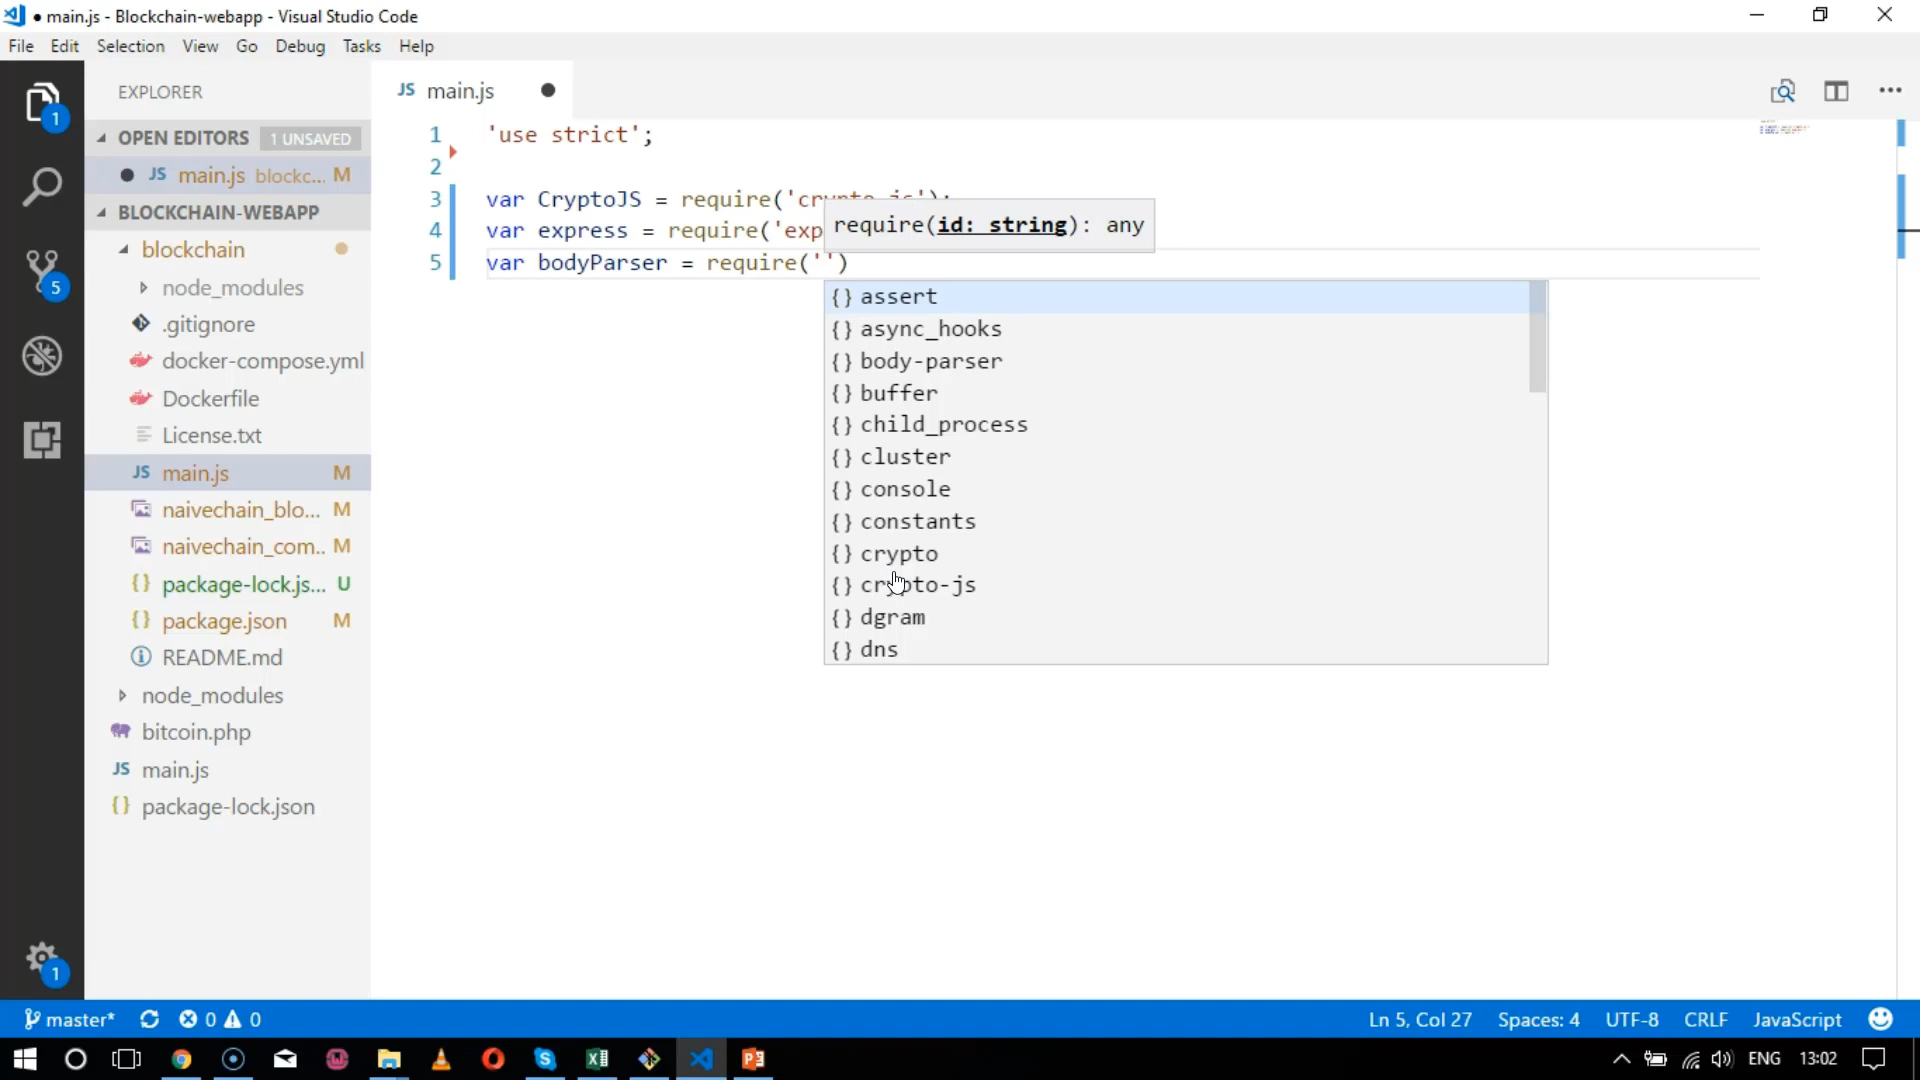 ● main.js - Blockchain-webapp - Visual Studio Code
File Edit Selection View Go Debug Tasks Help
EXPLORER
JS main.js
OPEN EDITORS 1 UNSAVED
JS main.js blockc... M
BLOCKCHAIN-WEBAPP
blockchain
node_modules
.gitignore
docker-compose.yml
Dockerfile
License.txt
JS main.js M
naivechain_blo... M
naivechain_com.. M
{} package-lock.js... U
{} package.json M
README.md
node_modules
bitcoin.php
JS main.js
{} package-lock.json
1
5
1
1 'use strict';
2
3 var CryptoJS = require('crypto-js');
4 var express = require('exp
require(id: string): any
5 var bodyParser = require('')
{} assert
{} async_hooks
{} body-parser
{} buffer
{} child_process
{} cluster
{} console
{} constants
{} crypto
{} crypto-js
{} dgram
{} dns
master* 0 0
Ln 5, Col 27 Spaces: 4 UTF-8 CRLF JavaScript
ENG 13:02